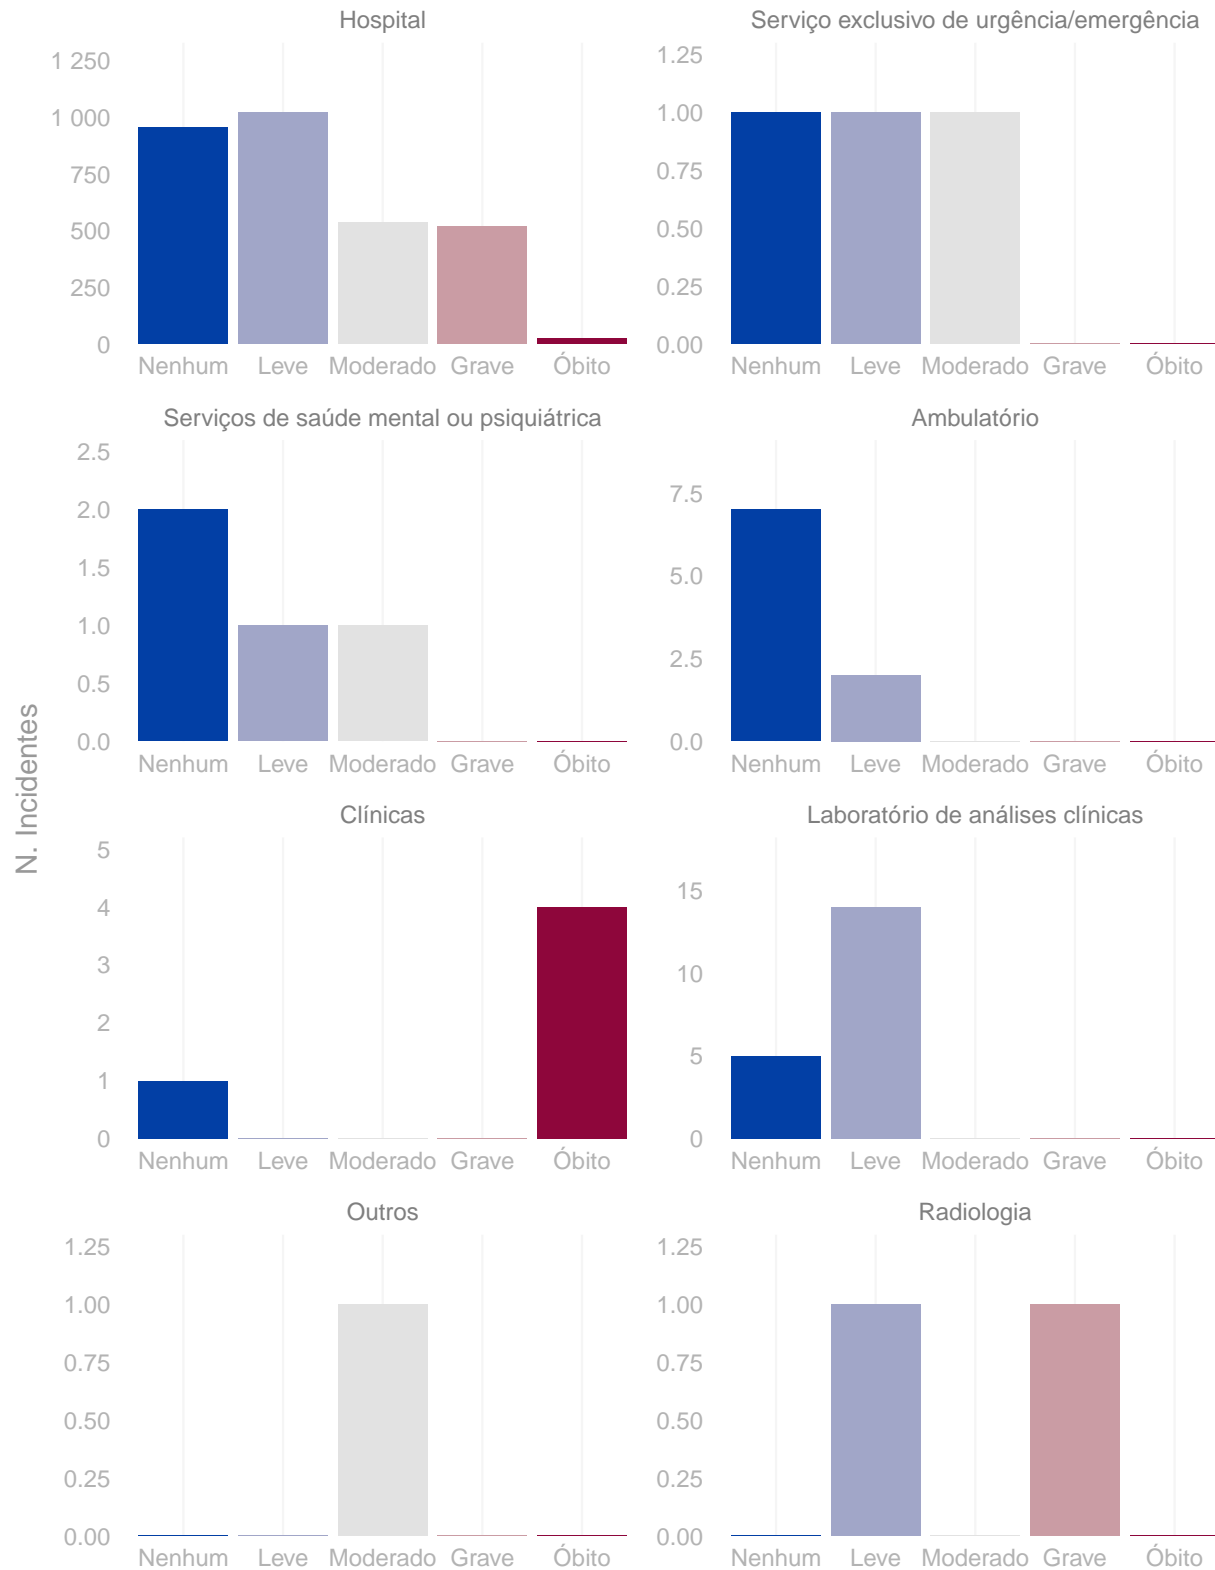 Hospital
1 250
1 000
750
500
250
0
Nenhum Leve Moderado Grave Óbito
Serviço exclusivo de urgência/emergência
1.25
1.00
0.75
0.50
0.25
0.00
Nenhum Leve Moderado Grave Óbito
Serviços de saúde mental ou psiquiátrica
2.5
2.0
1.5
1.0
0.5
0.0
Nenhum Leve Moderado Grave Óbito
Ambulatório
7.5
5.0
2.5
0.0
Nenhum Leve Moderado Grave Óbito
N. Incidentes
Clínicas
5
4
3
2
1
0
Nenhum Leve Moderado Grave Óbito
Laboratório de análises clínicas
15
10
5
0
Nenhum Leve Moderado Grave Óbito
Outros
1.25
1.00
0.75
0.50
0.25
0.00
Nenhum Leve Moderado Grave Óbito
Radiologia
1.25
1.00
0.75
0.50
0.25
0.00
Nenhum Leve Moderado Grave Óbito